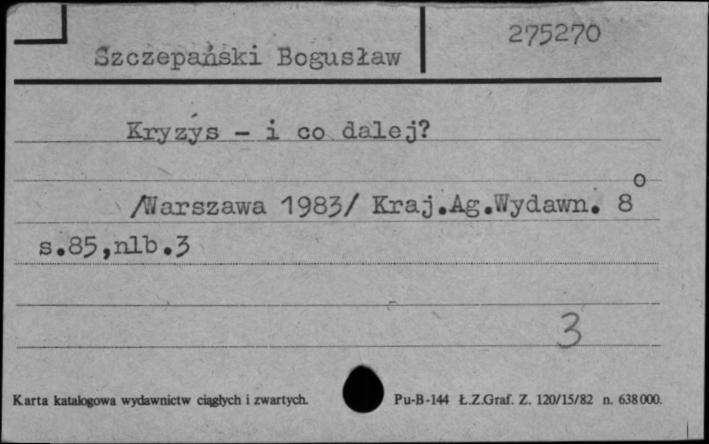 275270
Szczepański Bogusław
Kryzys - i co dalej?
/Warszawa 1983/ Kraj.Ag.Wydawn. 8o
s.85,nlb.3
3
Karta katalogowa wydawnictw ciągłych i zwartych. Pu-B-144 Ł.Z.Graf. Z. 120/15/82 n. 638000.